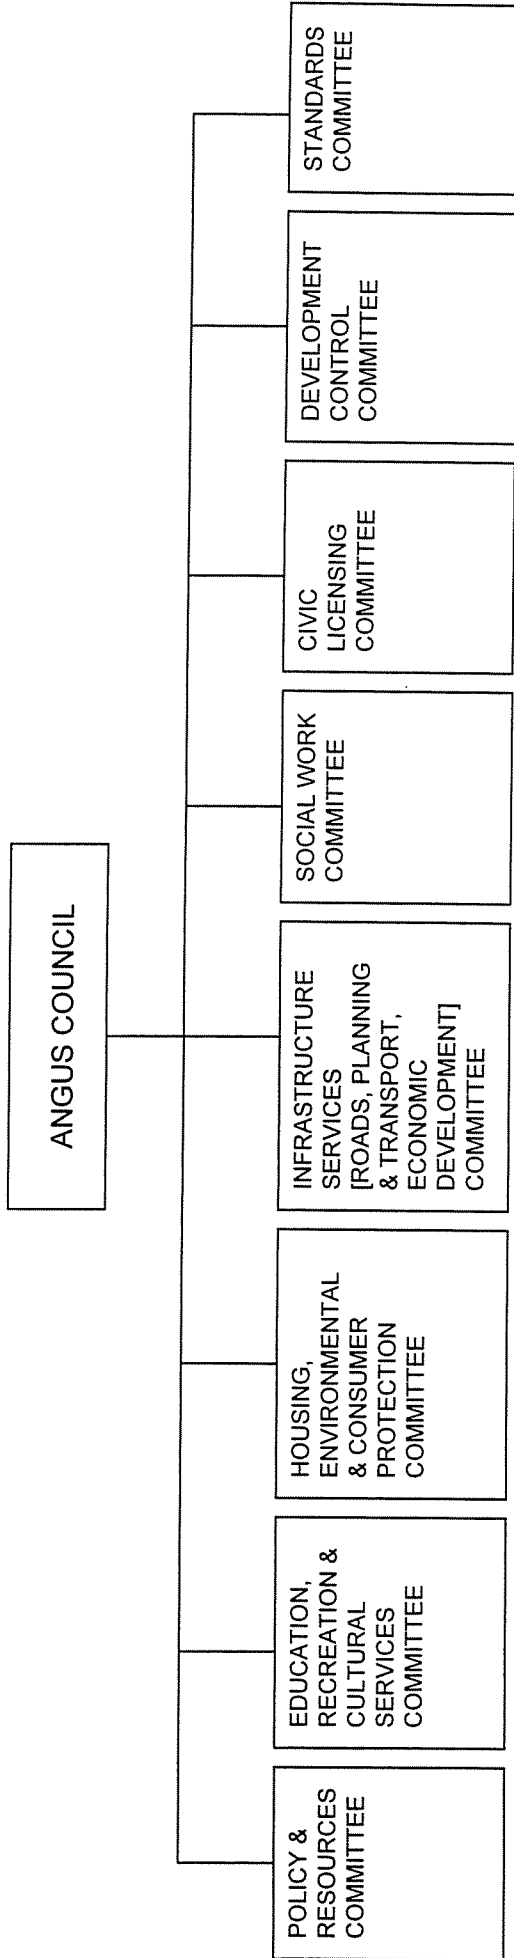 ANGUS COUNCIL
POLICY &
RESOURCES
COMMITTEE
EDUCATION,
RECREATION &
CULTURAL
SERVICES
COMMITTEE
HOUSING,
ENVIRONMENTAL
& CONSUMER
PROTECTION
COMMITTEE
INFRASTRUCTURE
SERVICES
[ROADS, PLANNING
& TRANSPORT,
ECONOMIC
DEVELOPMENT]
COMMITTEE
SOCIAL WORK
COMMITTEE
CIVIC
LICENSING
COMMITTEE
DEVELOPMENT
CONTROL
COMMITTEE
STANDARDS
COMMITTEE